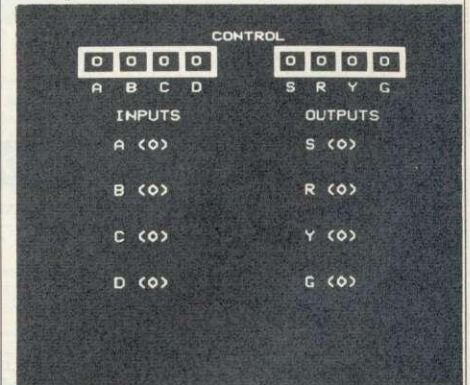 CONTROL
0 0 0 0 0 0 0 0
A B C D S R Y G
INPUTS OUTPUTS
A (0) S (0)
B (0) R (0)
C (0) Y (0)
D (0) G (0)